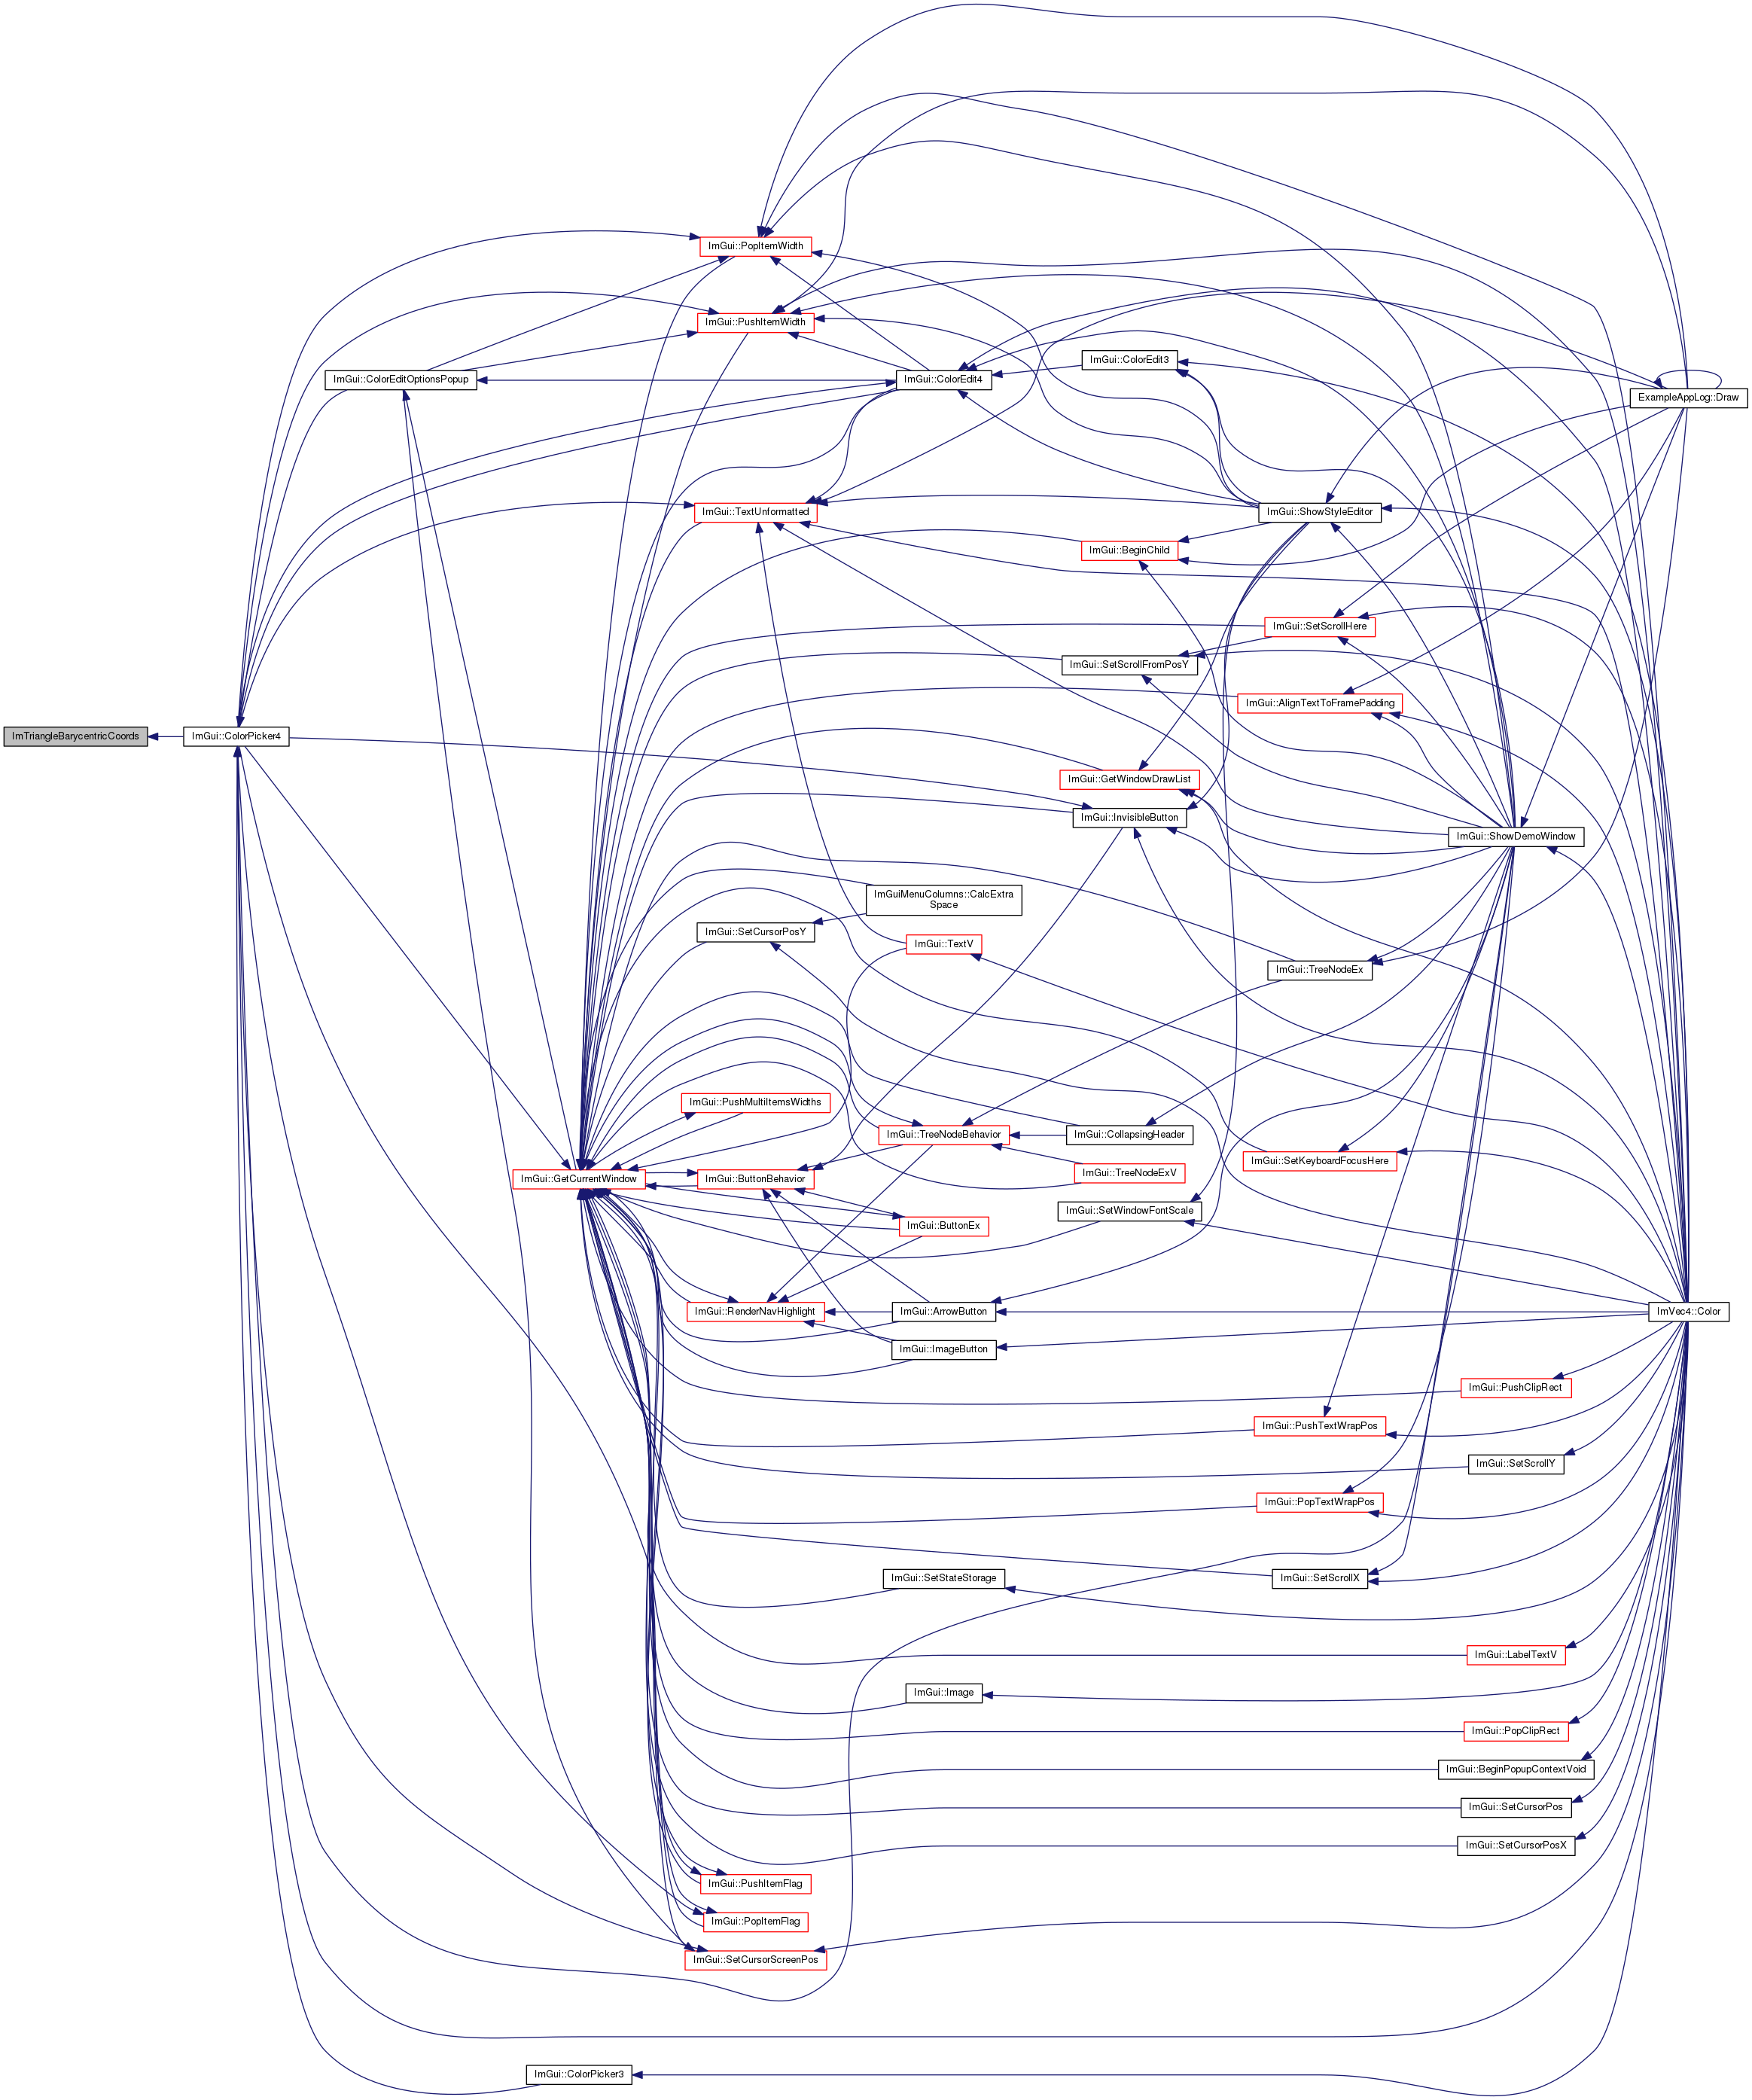 ImGui::PopItemWidth
ImGui::PushItemWidth
ImGui::ColorEdit3
ImGui::ColorEditOptionsPopup
ImGui::ColorEdit4
ExampleAppLog::Draw
ImGui::TextUnformatted
ImGui::ShowStyleEditor
ImGui::BeginChild
ImGui::SetScrollHere
ImGui::SetScrollFromPosY
ImGui::AlignTextToFramePadding
ImTriangleBarycentricCoords
ImGui::ColorPicker4
ImGui::GetWindowDrawList
ImGui::InvisibleButton
ImGui::ShowDemoWindow
ImGuiMenuColumns::CalcExtra
Space
ImGui::SetCursorPosY
ImGui::TextV
ImGui::TreeNodeEx
ImGui::PushMultiItemsWidths
ImGui::TreeNodeBehavior
ImGui::CollapsingHeader
ImGui::SetKeyboardFocusHere
ImGui::GetCurrentWindow
ImGui::ButtonBehavior
ImGui::TreeNodeExV
ImGui::SetWindowFontScale
ImGui::ButtonEx
ImGui::RenderNavHighlight
ImGui::ArrowButton
ImVec4::Color
ImGui::ImageButton
ImGui::PushClipRect
ImGui::PushTextWrapPos
ImGui::SetScrollY
ImGui::PopTextWrapPos
ImGui::SetStateStorage
ImGui::SetScrollX
ImGui::LabelTextV
ImGui::Image
ImGui::PopClipRect
ImGui::BeginPopupContextVoid
ImGui::SetCursorPos
ImGui::SetCursorPosX
ImGui::PushItemFlag
ImGui::PopItemFlag
ImGui::SetCursorScreenPos
ImGui::ColorPicker3